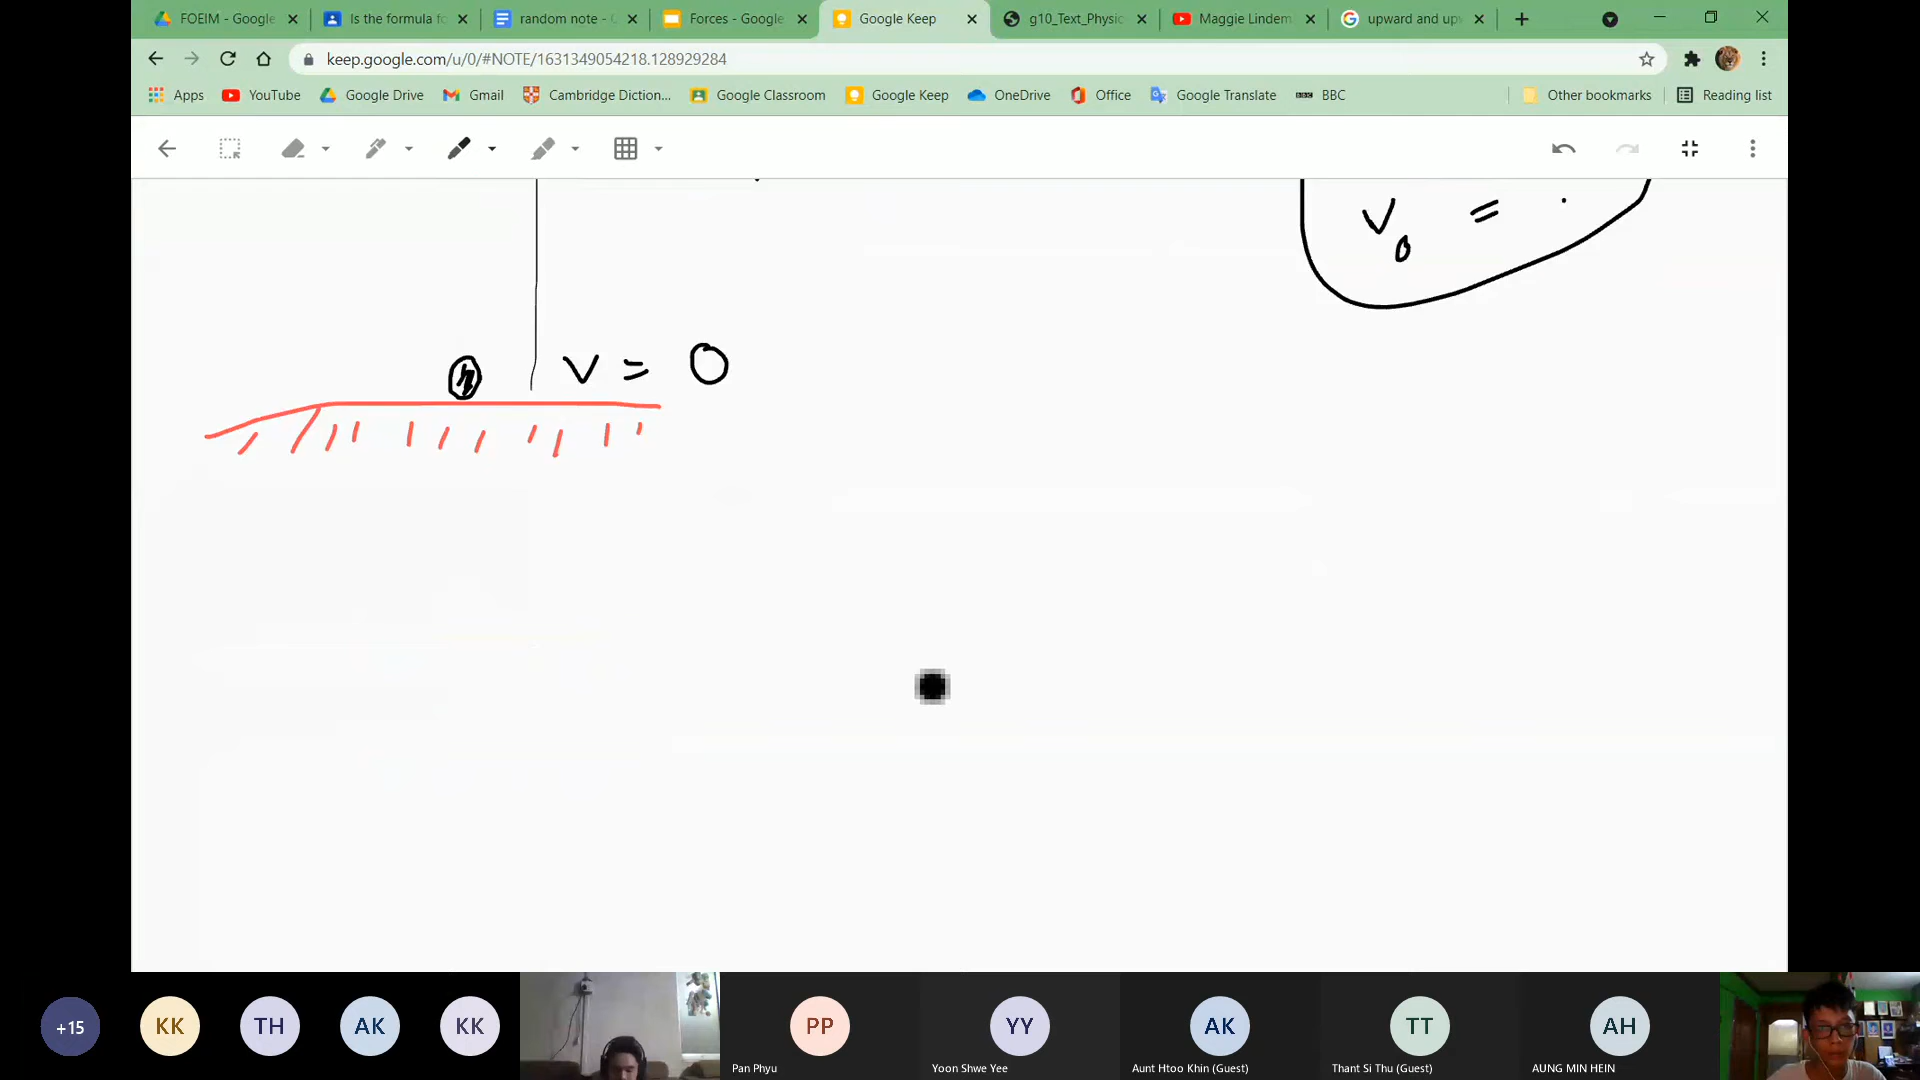 FOEIM - Google
Is the formula fo
random note - G
Forces - Google
Google Keep
g10_Text_Physic
Maggie Lindem
upward and up
keep.google.com/u/0/#NOTE/1631349054218.128929284
Apps
YouTube
Google Drive
Gmail
Cambridge Diction...
Google Classroom
Google Keep
OneDrive
Office
Google Translate
BBC
Other bookmarks
Reading list
v₀ =
v = 0
+15
KK
TH
AK
KK
PP
YY
AK
TT
AH
Pan Phyu
Yoon Shwe Yee
Aunt Htoo Khin (Guest)
Thant Si Thu (Guest)
AUNG MIN HEIN